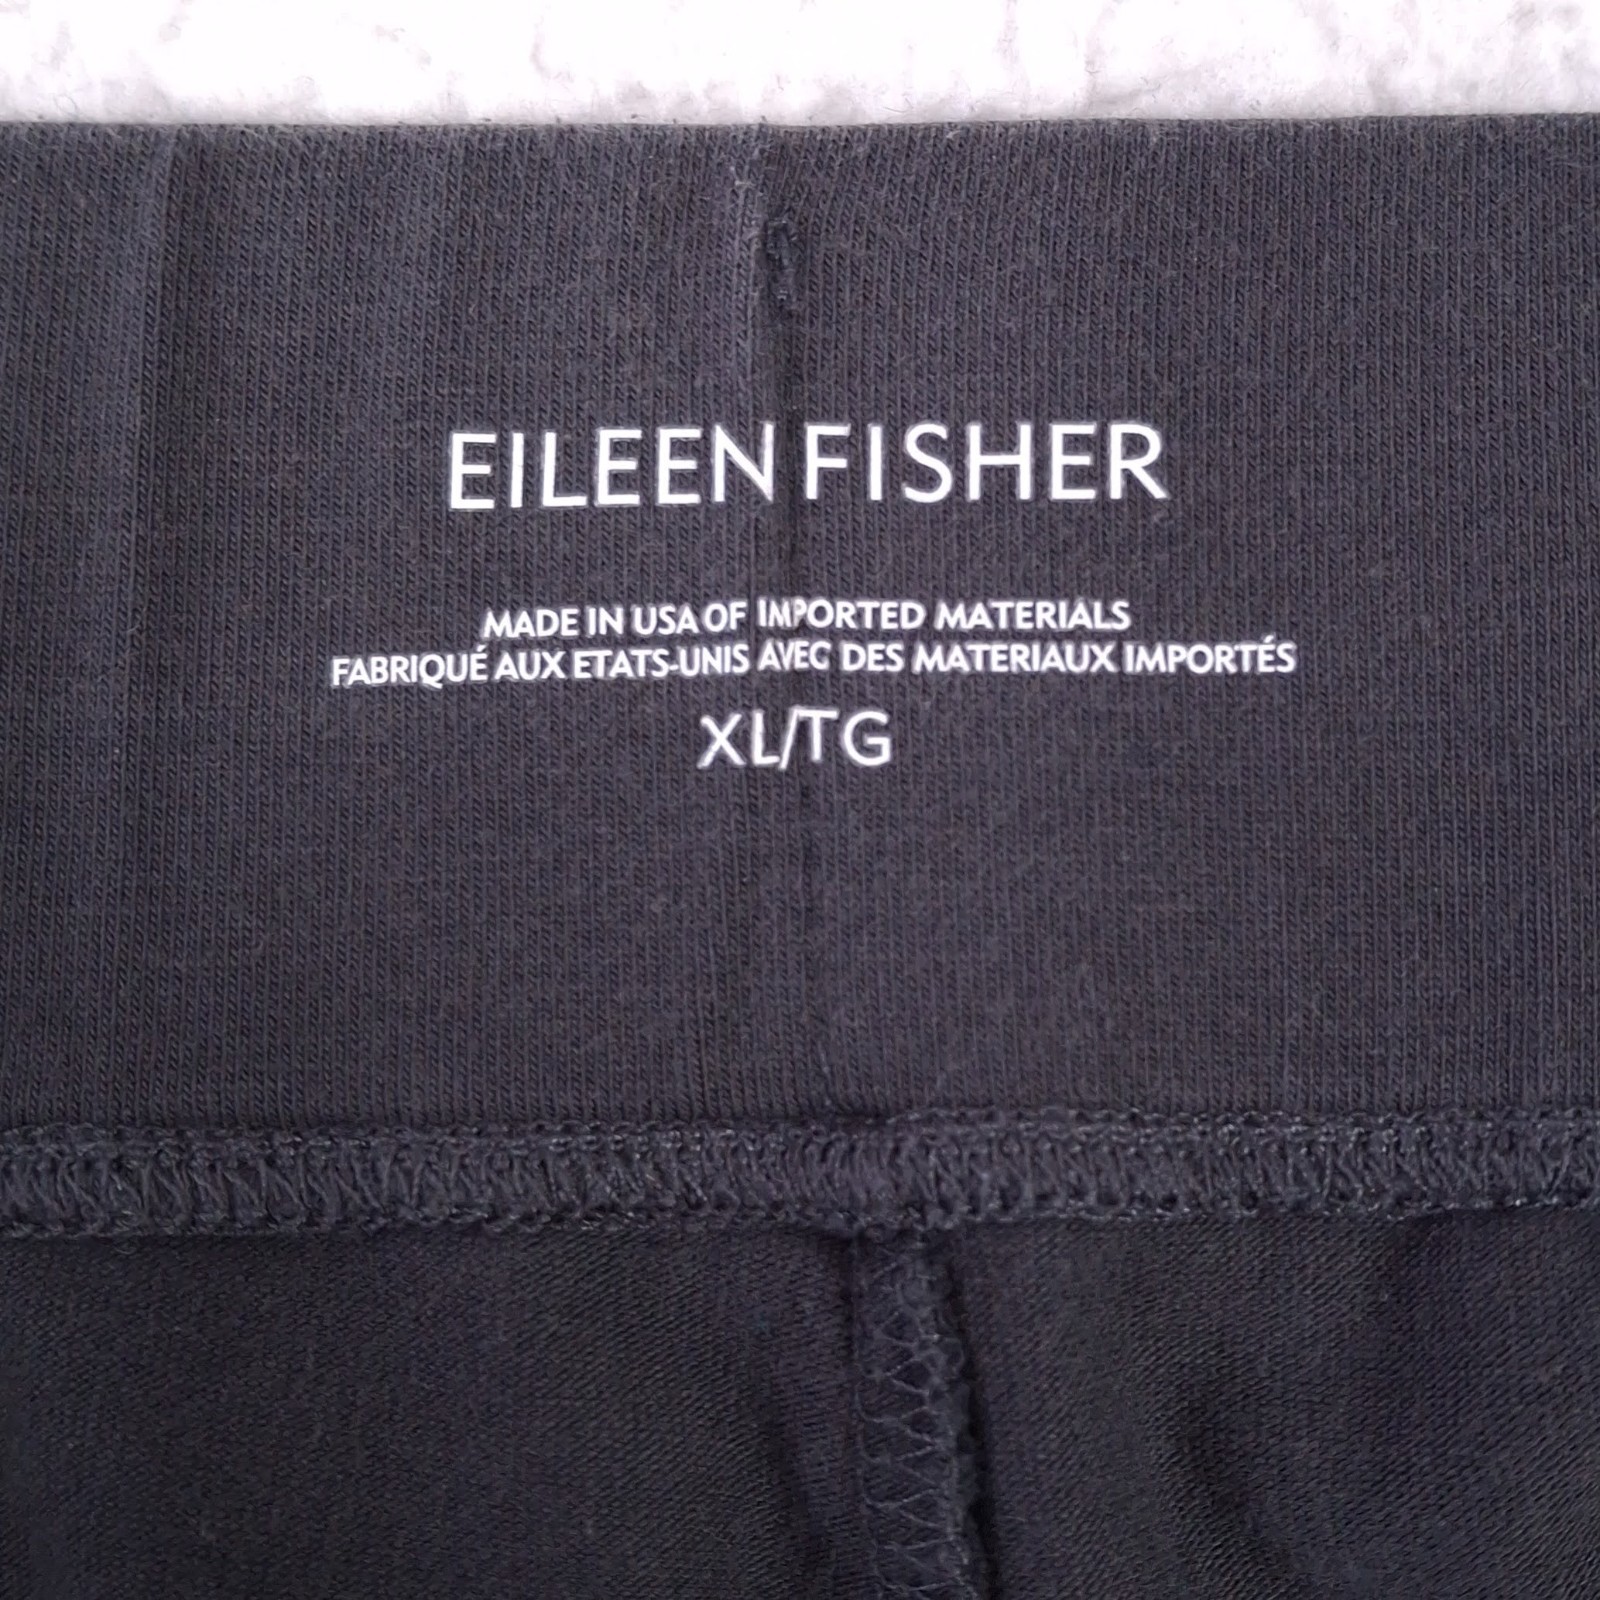 EILEEN FISHER
MADE IN USA OF IMPORTED MATERIALS
FABRIQUÉ AUX ETATS-UNIS AVEC DES MATERIAUX IMPORTÉS
XL/TG